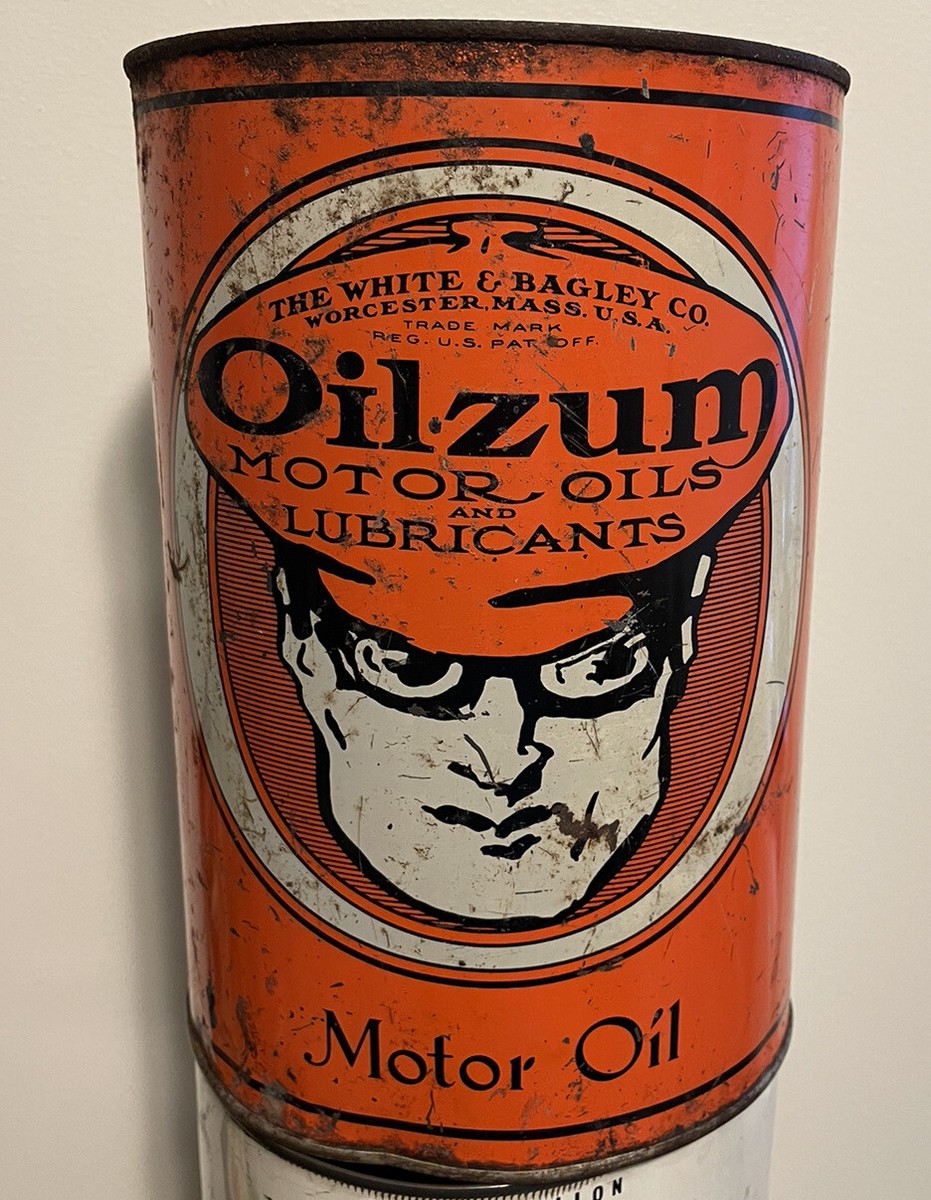 THE WHITE & BAGLEY CO.
WORCESTER, MASS. U.S.A.
TRADE MARK
REG. U.S. PAT. OFF.
Oilzum
MOTOR OILS
AND
LUBRICANTS
Motor Oil